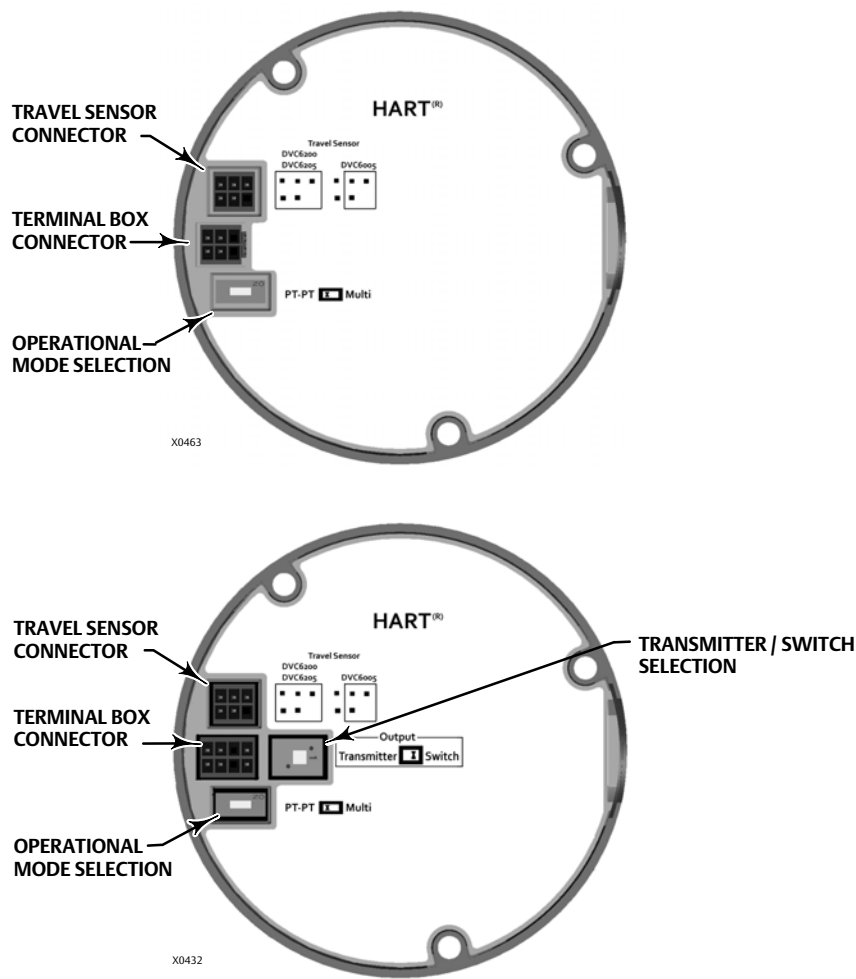 HART(R)
TRAVEL SENSOR
CONNECTOR
Travel Sensor
DVC6200
DVC6205
DVC6005
TERMINAL BOX
CONNECTOR
PT-PT Multi
OPERATIONAL
MODE SELECTION
X0463
HART(R)
TRAVEL SENSOR
CONNECTOR
Travel Sensor
DVC6200
DVC6205
DVC6005
TRANSMITTER / SWITCH
SELECTION
TERMINAL BOX
CONNECTOR
Output
Transmitter Switch
PT-PT Multi
OPERATIONAL
MODE SELECTION
X0432